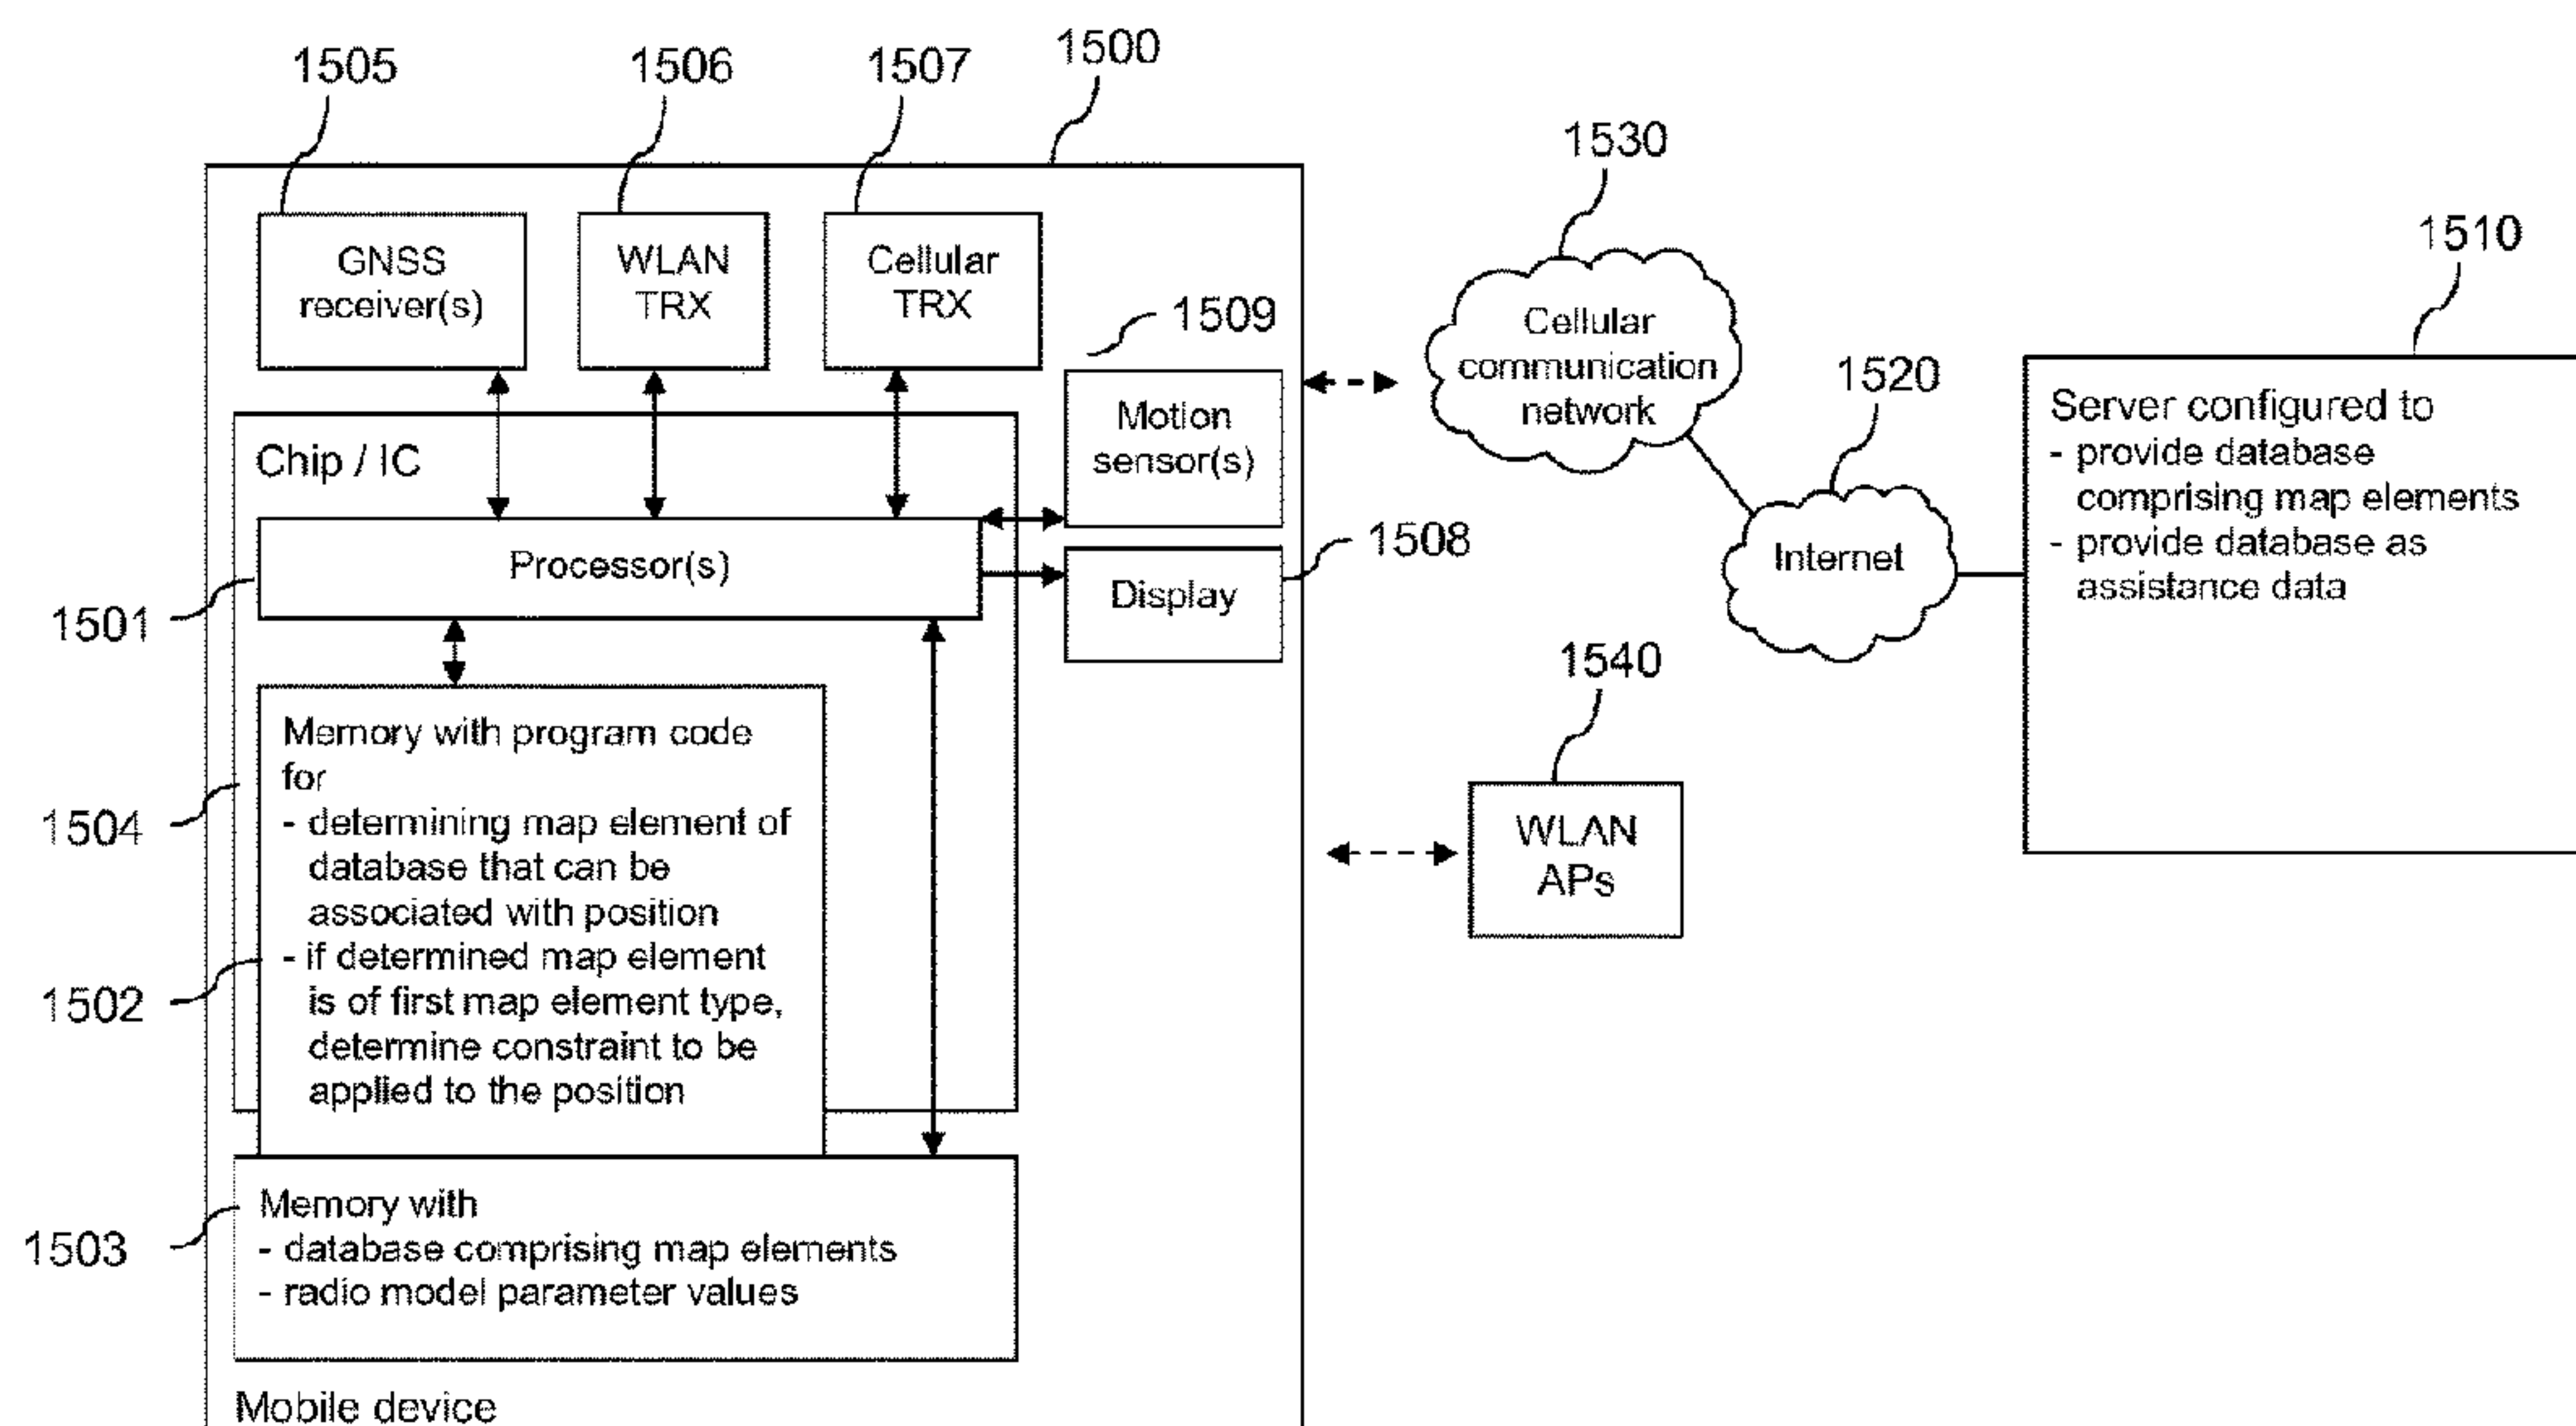 1500
1505
1506
1507
1530
1510
GNSS
receiver(s)
WLAN
TRX
Cellular
TRX
1509
Cellular
communication
network
1520
Motion
sensor(s)
Server configured to
- provide database
comprising map elements
- provide database as
assistance data
Chip / IC
Processor(s)
1508
Internet
Display
1501
1540
Memory with program code
for
- determining map element of
database that can be
associated with position
- if determined map element
is of first map element type,
determine constraint to be
applied to the position
1504
WLAN
APs
1502
Memory with
- database comprising map elements
- radio model parameter values
1503
Mobile device